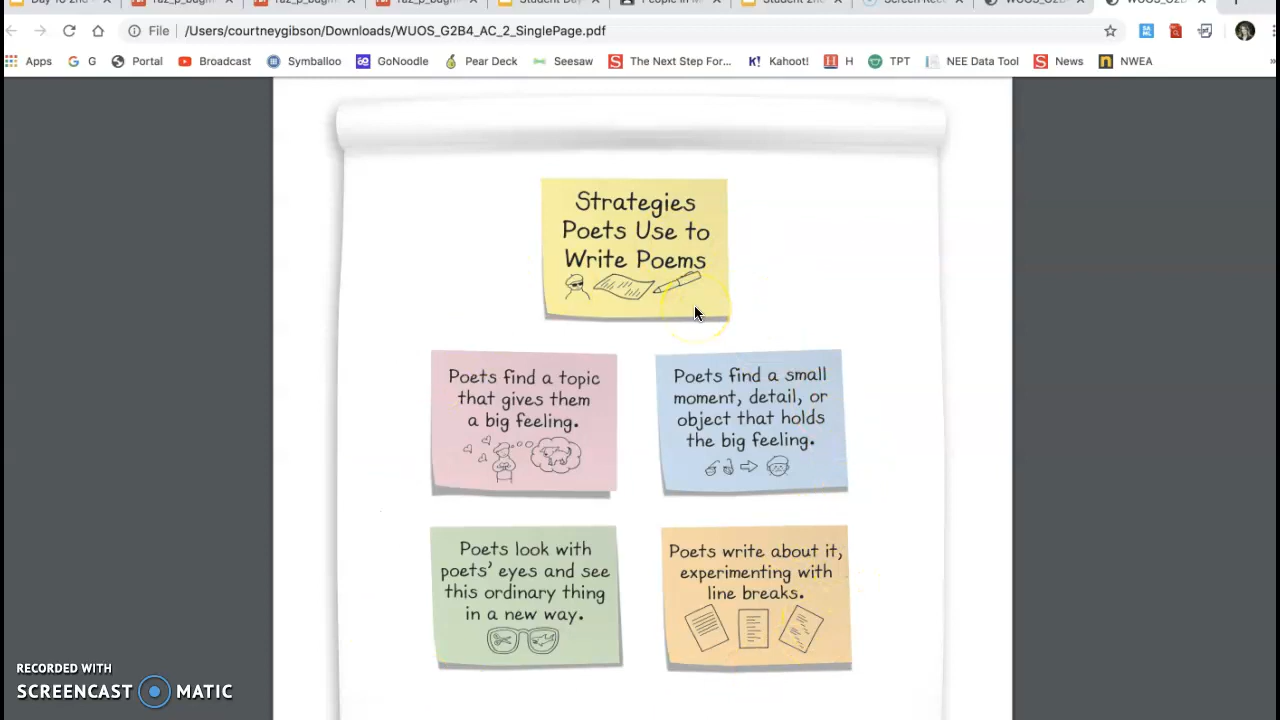 File | /Users/courtneygibson/Downloads/WUOS_G2B4_AC_2_SinglePage.pdf
Apps G G Portal Broadcast Symballoo GoNoodle Pear Deck Seesaw The Next Step For... K! Kahoot! H H TPT NEE Data Tool S News NWEA »
Strategies
Poets Use to
Write Poems
Poets find a topic
that gives them
a big feeling.
Poets find a small
moment, detail, or
object that holds
the big feeling.
Poets look with
poets' eyes and see
this ordinary thing
in a new way.
Poets write about it,
experimenting with
line breaks.
RECORDED WITH
SCREENCAST MATIC